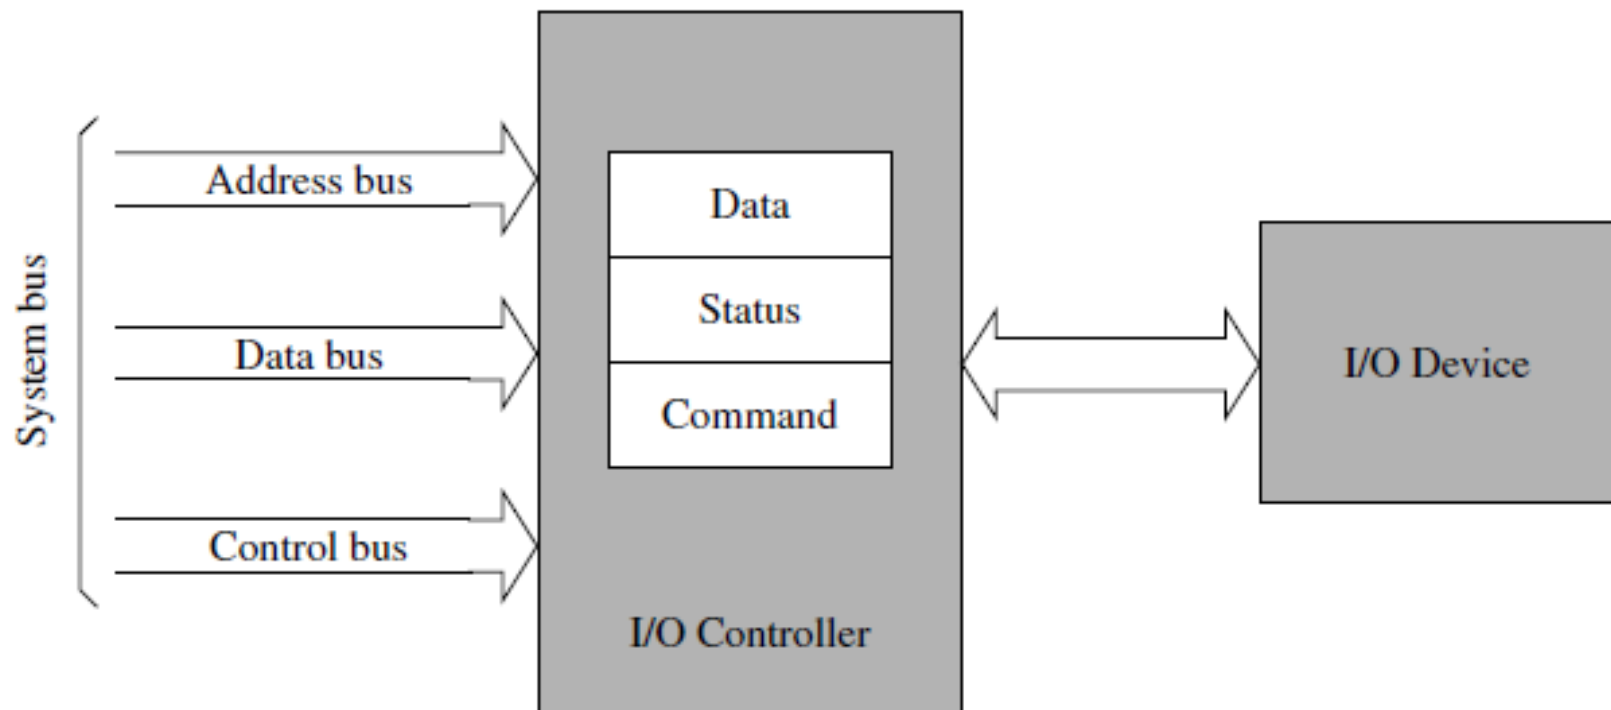 System bus
Address bus
Data bus
Control bus
Data
Status
Command
I/O Controller
I/O Device